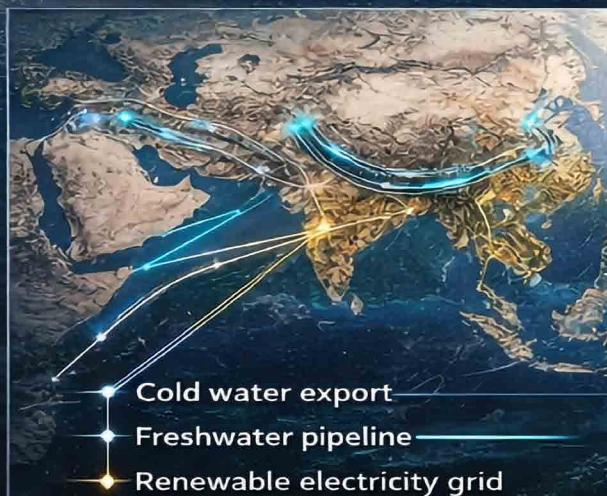 Cold water export
Freshwater pipeline
Renewable electricity grid